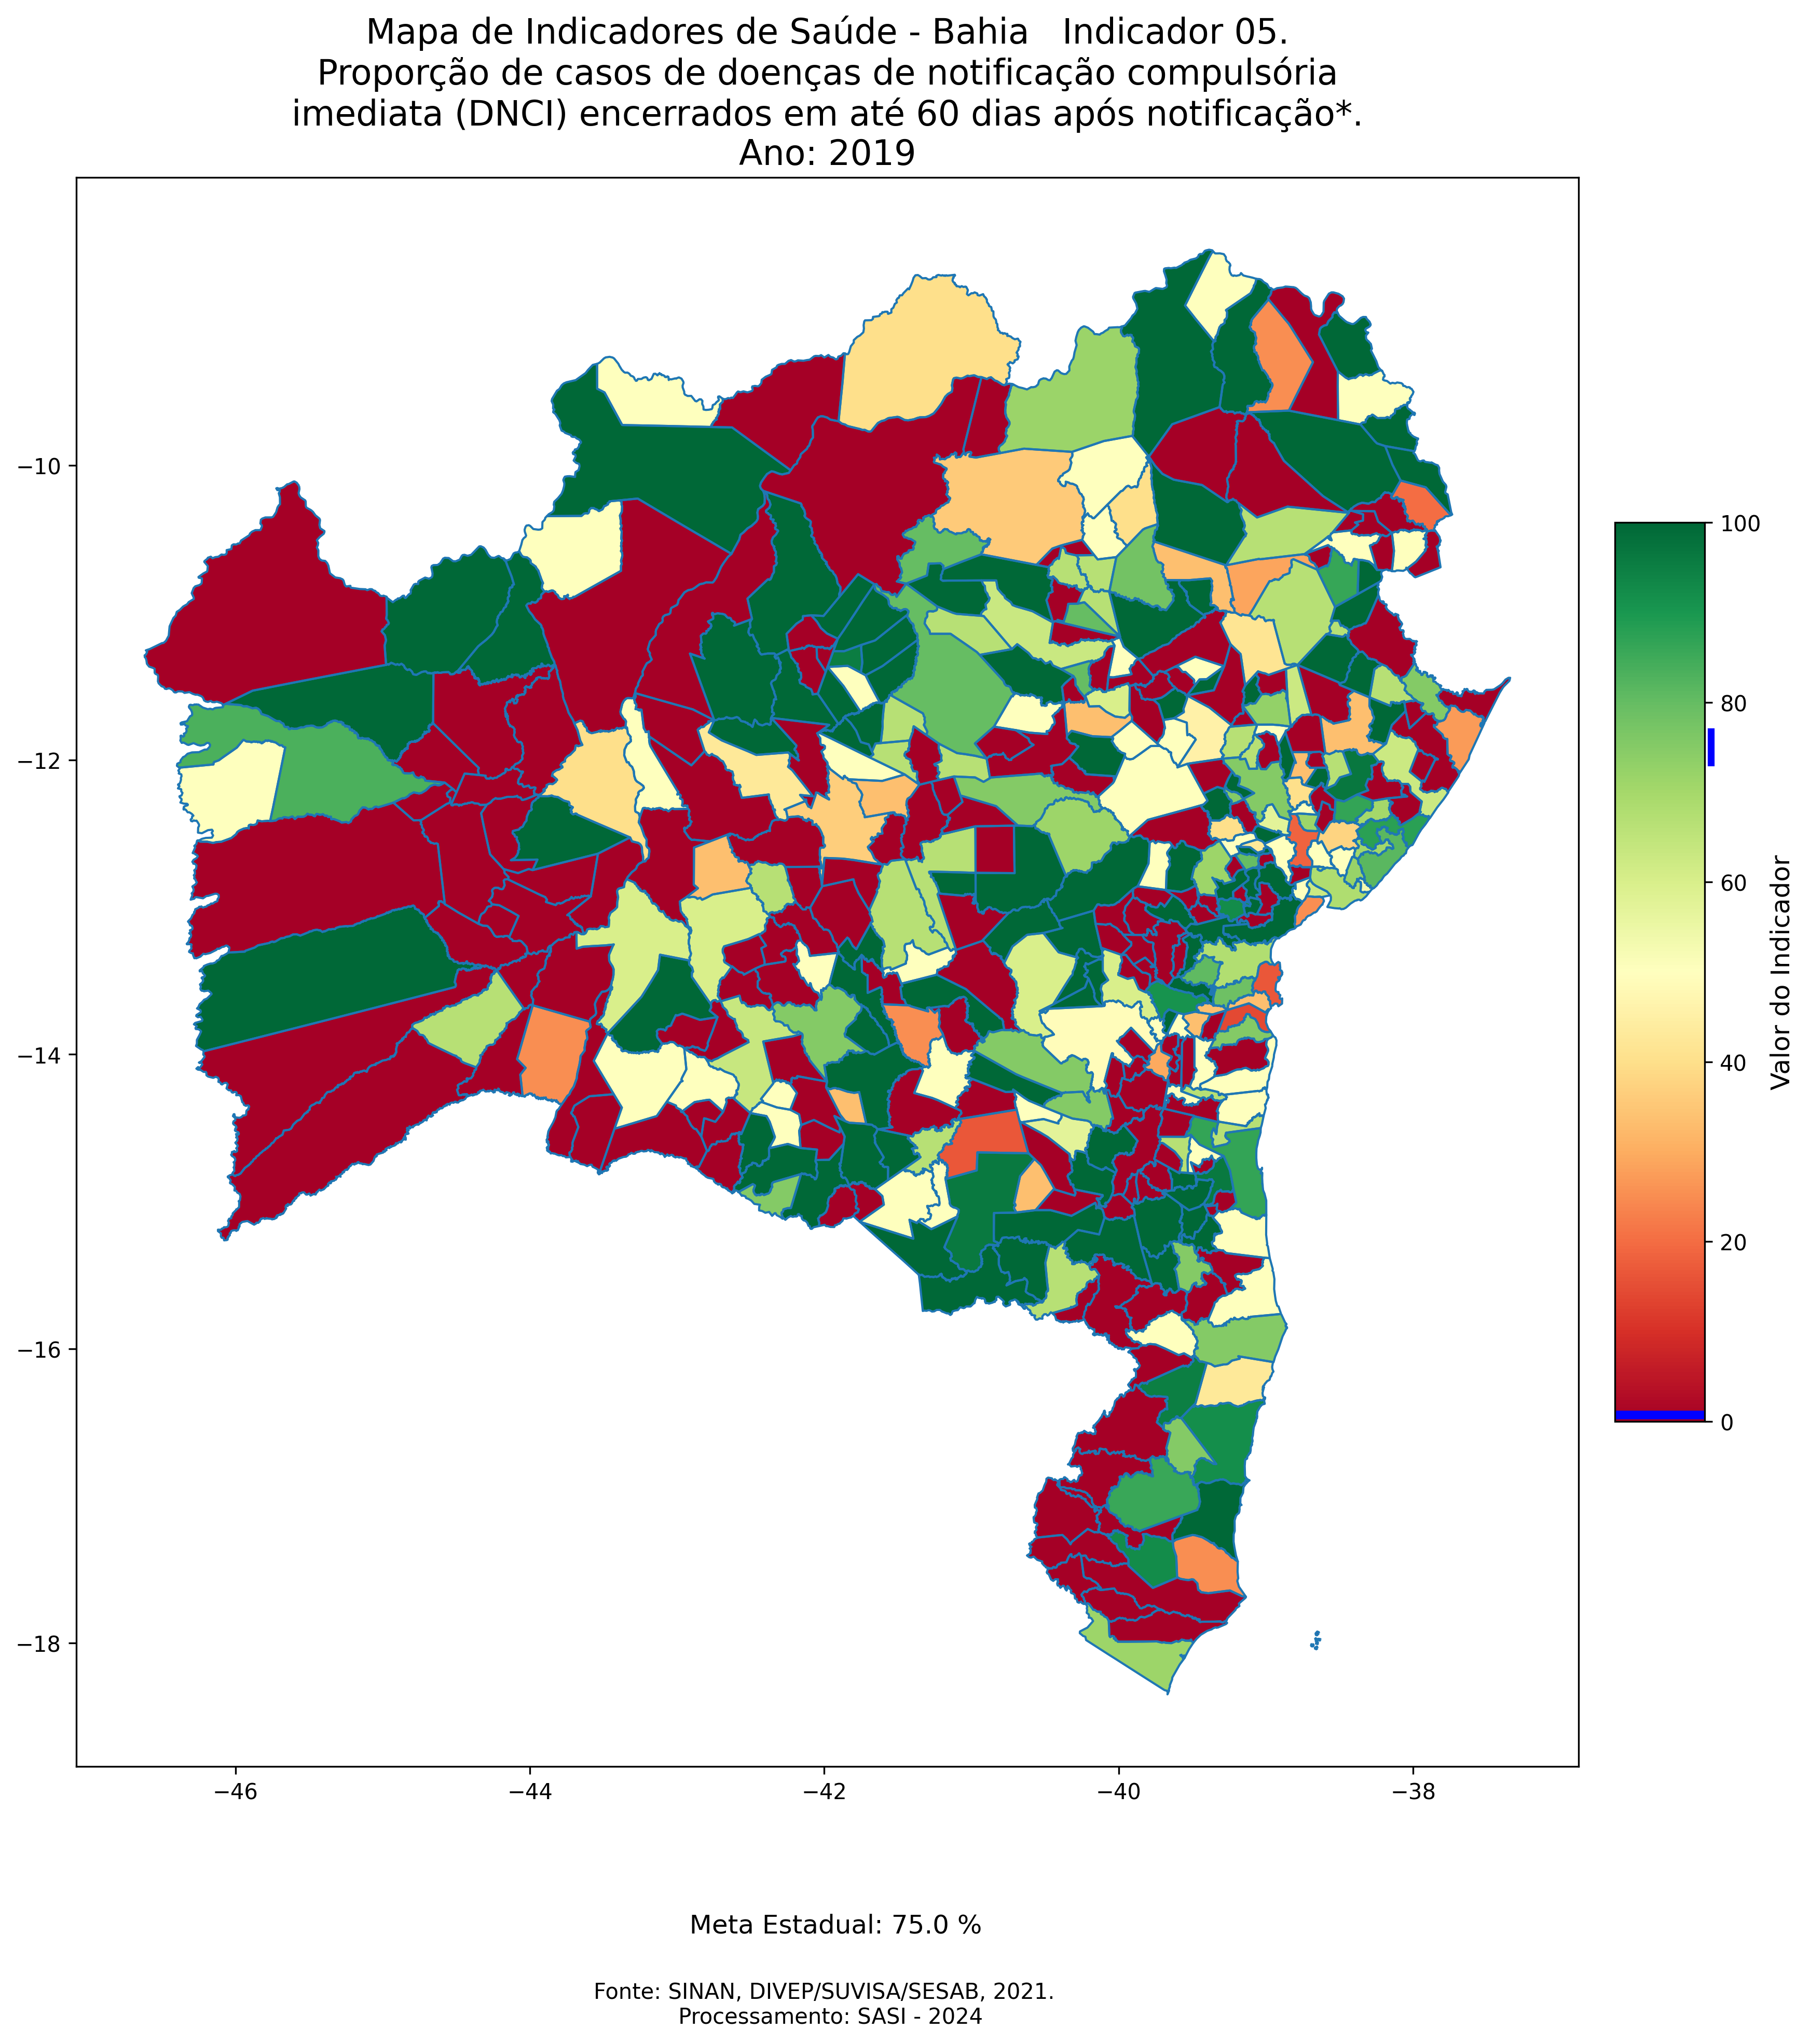 Mapa de Indicadores de Saúde - Bahia   Indicador 05.
Proporção de casos de doenças de notificação compulsória
imediata (DNCI) encerrados em até 60 dias após notificação*.
Ano: 2019
−10
−12
−14
−16
−18
−46
−44
−42
−40
−38
100
80
60
40
20
0
Valor do Indicador
Meta Estadual: 75.0 %
Fonte: SINAN, DIVEP/SUVISA/SESAB, 2021.
Processamento: SASI - 2024